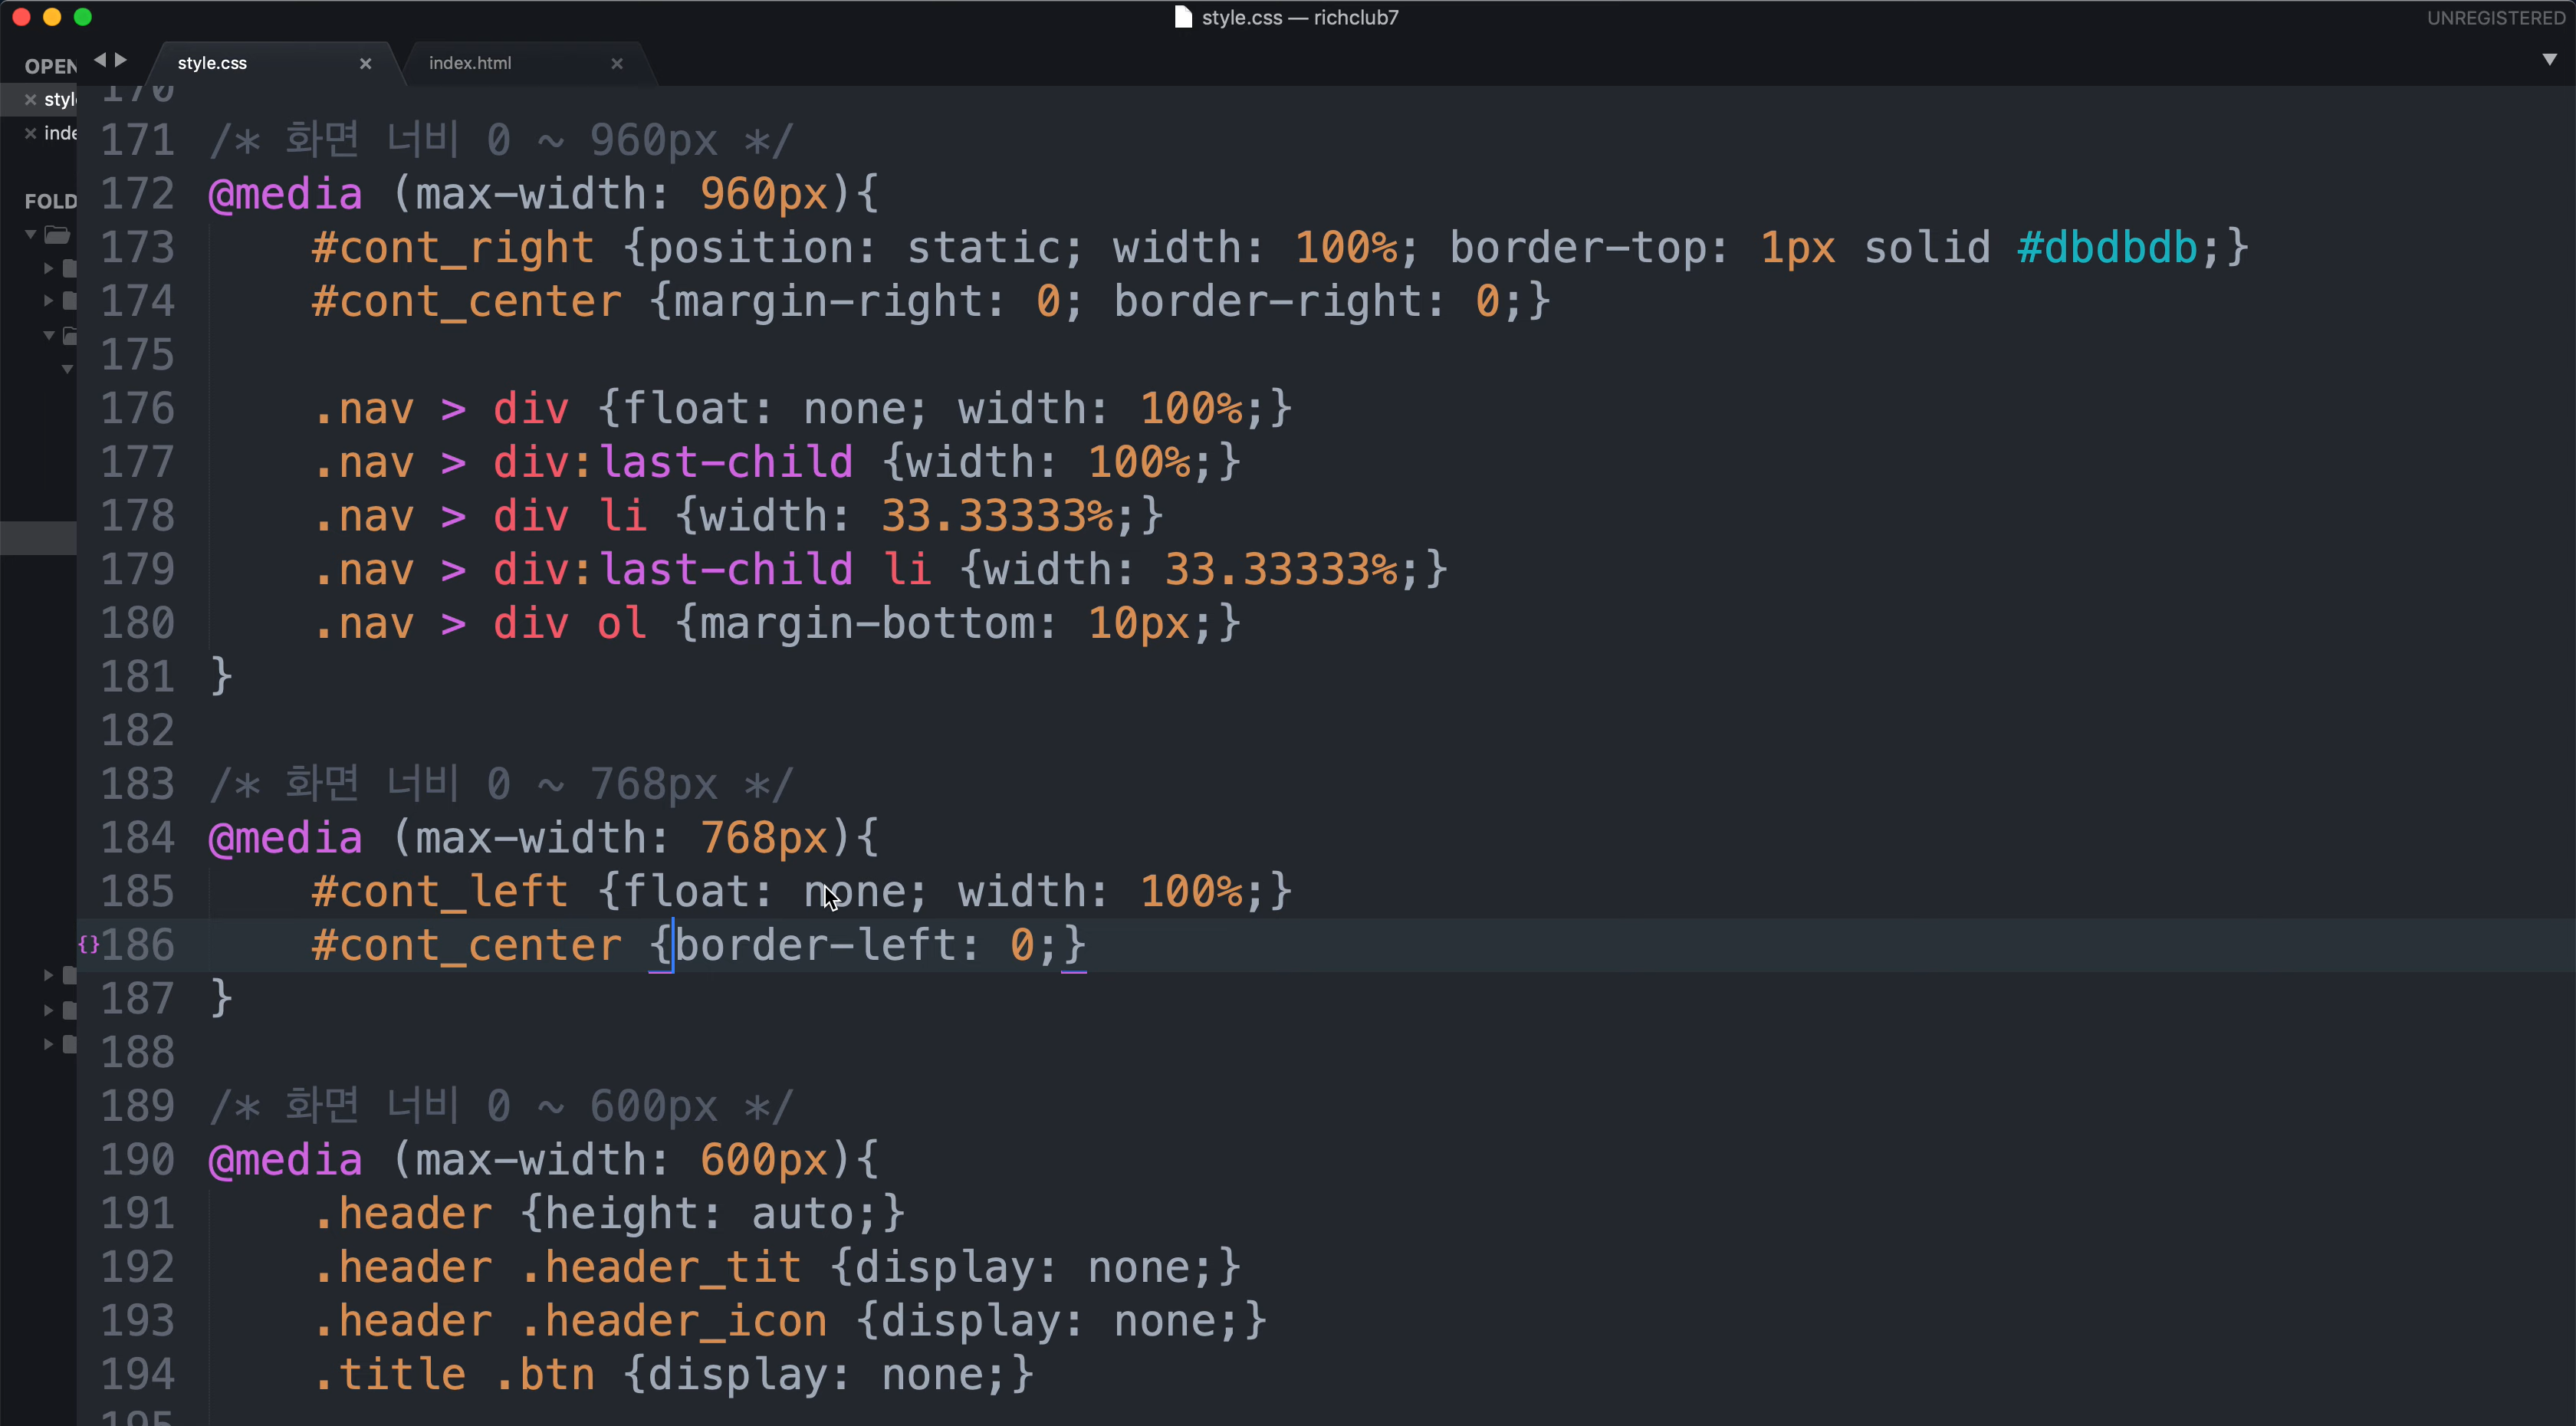 style.css — richclub7
UNREGISTERED
OPEN
style.css
index.html
FOLD
170
171 /* 화면 너비 0 ~ 960px */
172 @media (max-width: 960px){
173 #cont_right {position: static; width: 100%; border-top: 1px solid #dbdbdb;}
174 #cont_center {margin-right: 0; border-right: 0;}
175
176 .nav > div {float: none; width: 100%;}
177 .nav > div:last-child {width: 100%;}
178 .nav > div li {width: 33.33333%;}
179 .nav > div:last-child li {width: 33.33333%;}
180 .nav > div ol {margin-bottom: 10px;}
181 }
182
183 /* 화면 너비 0 ~ 768px */
184 @media (max-width: 768px){
185 #cont_left {float: none; width: 100%;}
{} 186 #cont_center {border-left: 0;}
187 }
188
189 /* 화면 너비 0 ~ 600px */
190 @media (max-width: 600px){
191 .header {height: auto;}
192 .header .header_tit {display: none;}
193 .header .header_icon {display: none;}
194 .title .btn {display: none;}
195